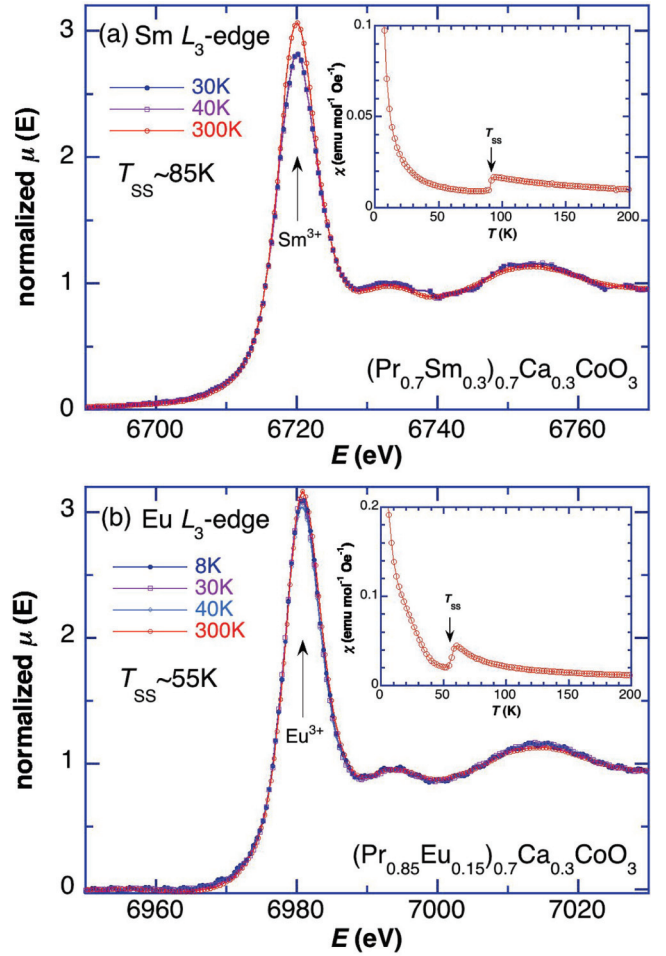 (a) Sm L₃-edge
30K
40K
300K
T_SS~85K
Sm³⁺
(Pr₀.₇Sm₀.₃)₀.₇Ca₀.₃CoO₃
normalized μ (E)
3
2
1
0
6700 6720 6740 6760
E (eV)
χ (emu mol⁻¹ Oe⁻¹)
0.1
0.05
0
T_SS
0 50 100 150 200
T (K)
(b) Eu L₃-edge
8K
30K
40K
300K
T_SS~55K
Eu³⁺
(Pr₀.₈₅Eu₀.₁₅)₀.₇Ca₀.₃CoO₃
normalized μ (E)
3
2
1
0
6960 6980 7000 7020
E (eV)
χ (emu mol⁻¹ Oe⁻¹)
0.2
0.1
0
T_SS
0 50 100 150 200
T (K)